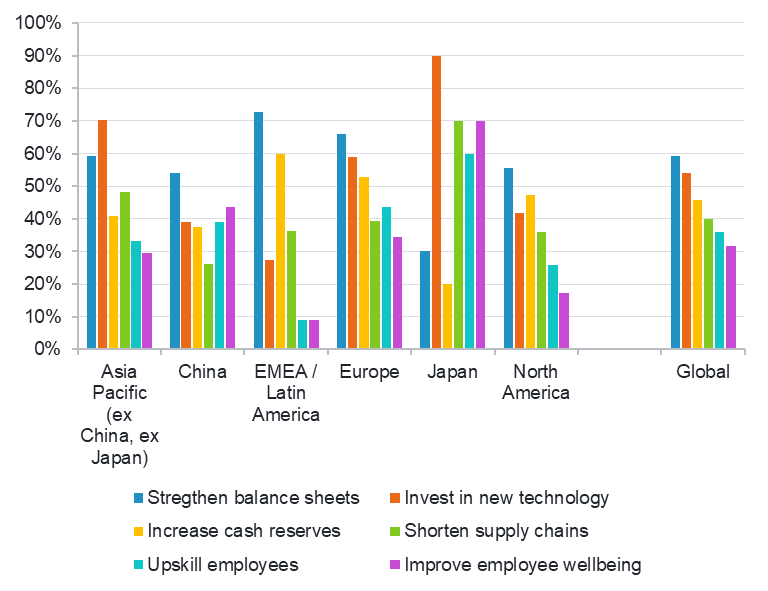 100%
90%
80%
70%
60%
50%
40%
30%
20%
10%
0%
Asia
Pacific
(ex
China, ex
Japan)
China
EMEA /
Latin
America
Europe
Japan
North
America
Global
Stregthen balance sheets
Invest in new technology
Increase cash reserves
Shorten supply chains
Upskill employees
Improve employee wellbeing